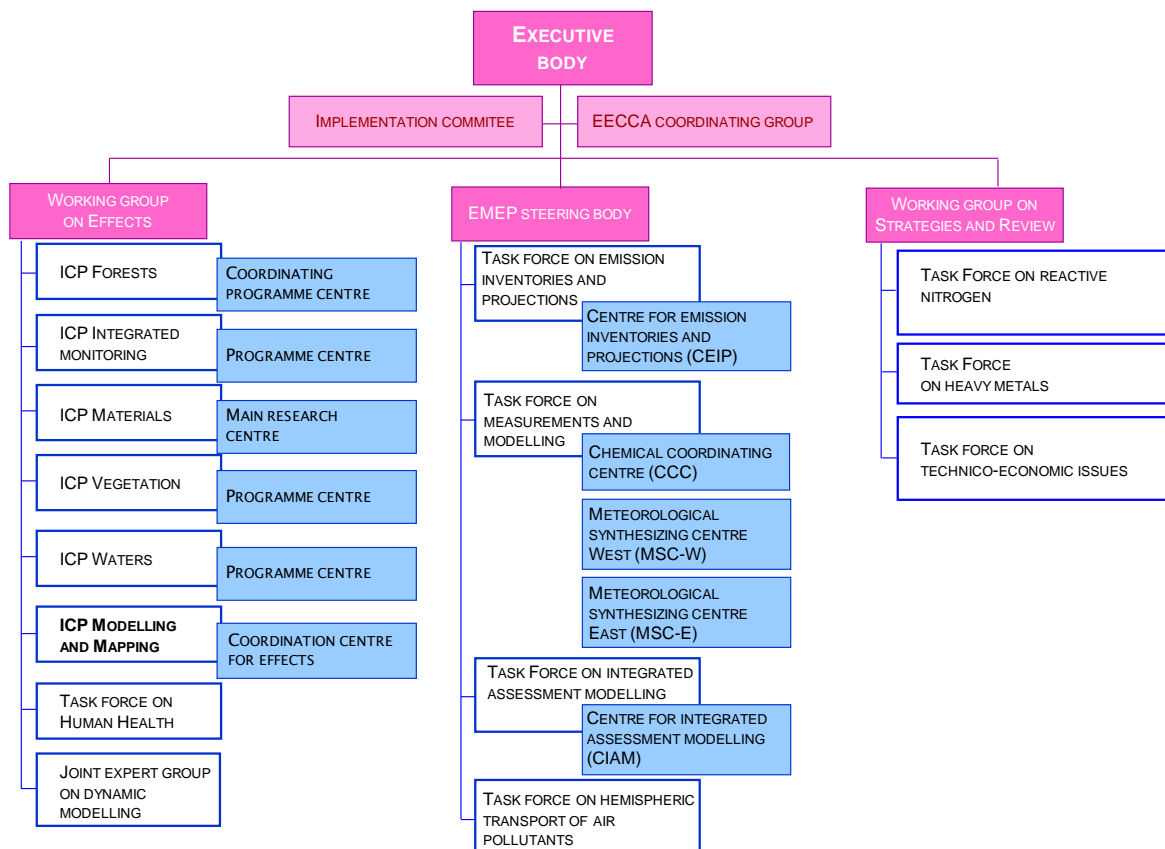 EXECUTIVE
BODY
IMPLEMENTATION COMMITEE
EECCA COORDINATING GROUP
WORKING GROUP
ON EFFECTS
ICP FORESTS
COORDINATING
PROGRAMME CENTRE
ICP INTEGRATED
MONITORING
PROGRAMME CENTRE
ICP MATERIALS
MAIN RESEARCH
CENTRE
ICP VEGETATION
PROGRAMME CENTRE
ICP WATERS
PROGRAMME CENTRE
ICP MODELLING
AND MAPPING
COORDINATION CENTRE
FOR EFFECTS
TASK FORCE ON
HUMAN HEALTH
JOINT EXPERT GROUP
ON DYNAMIC
MODELLING
EMEP STEERING BODY
TASK FORCE ON EMISSION
INVENTORIES AND
PROJECTIONS
CENTRE FOR EMISSION
INVENTORIES AND
PROJECTIONS (CEIP)
TASK FORCE ON
MEASUREMENTS AND
MODELLING
CHEMICAL COORDINATING
CENTRE (CCC)
METEOROLOGICAL
SYNTHESIZING CENTRE
WEST (MSC-W)
METEOROLOGICAL
SYNTHESIZING CENTRE
EAST (MSC-E)
TASK FORCE ON INTEGRATED
ASSESSMENT MODELLING
CENTRE FOR INTEGRATED
ASSESSMENT MODELLING
(CIAM)
TASK FORCE ON HEMISPHERIC
TRANSPORT OF AIR
POLLUTANTS
WORKING GROUP ON
STRATEGIES AND REVIEW
TASK FORCE ON REACTIVE
NITROGEN
TASK FORCE
ON HEAVY METALS
TASK FORCE ON
TECHNICO-ECONOMIC ISSUES